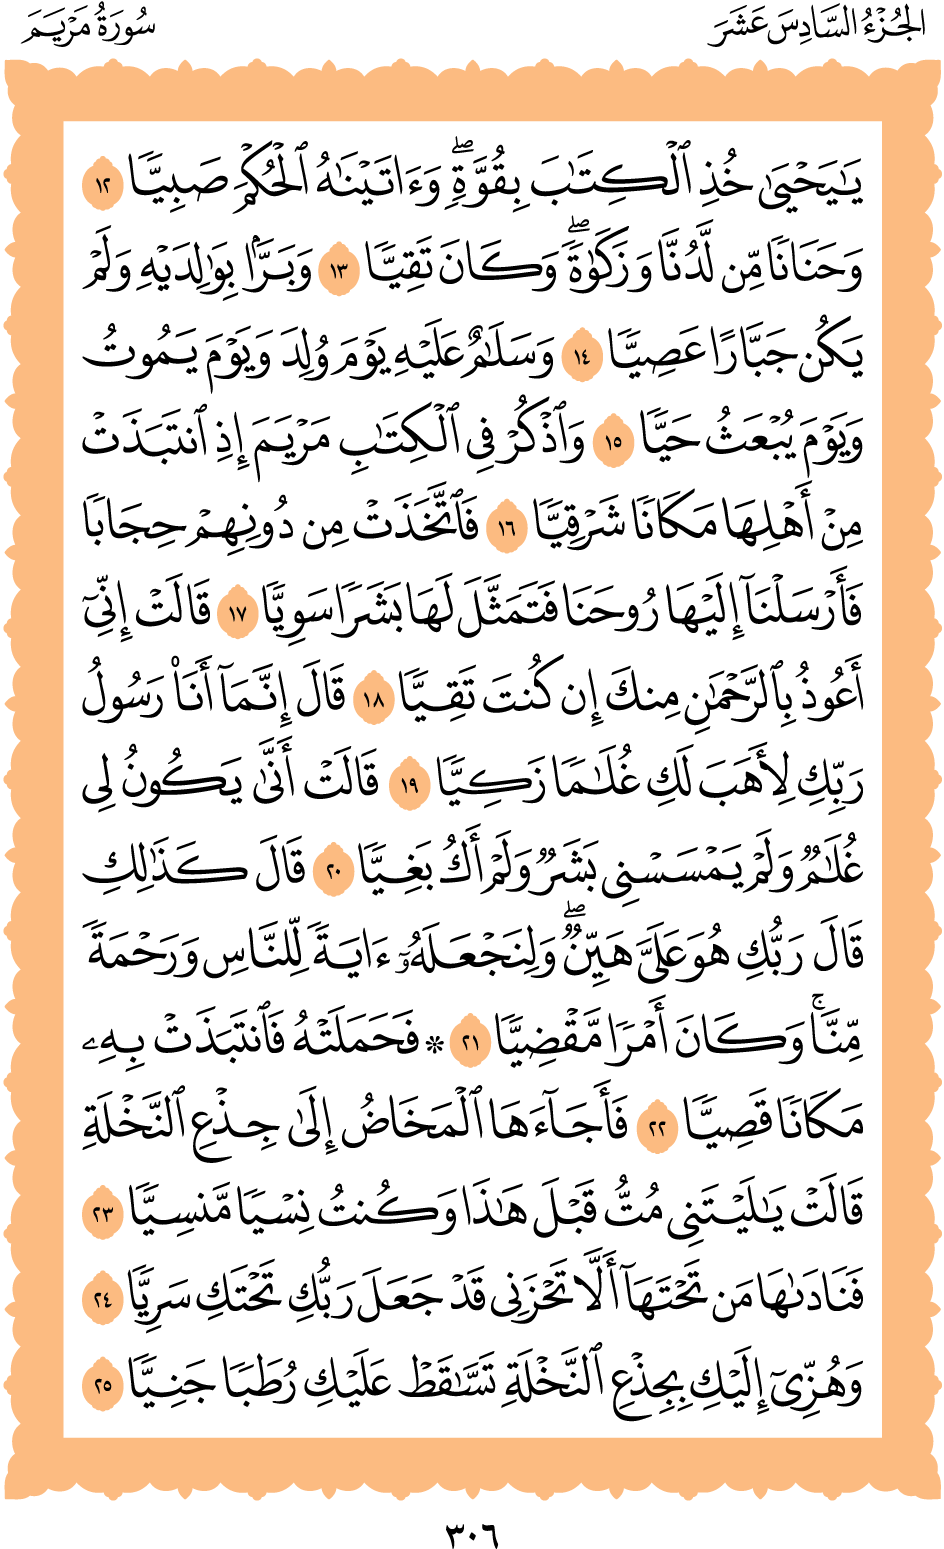 الجُزْءُ السَّادِسَ عَشَرَ
سُورَةُ مَرْيَمَ
يَٰيَحْيَىٰ خُذِ ٱلْكِتَٰبَ بِقُوَّةٍۖ وَءَاتَيْنَٰهُ ٱلْحُكْمَ صَبِيًّا ١٢
وَحَنَانًا مِّن لَّدُنَّا وَزَكَوٰةًۖ وَكَانَ تَقِيًّا ١٣ وَبَرًّۢا بِوَٰلِدَيْهِ وَلَمْ
يَكُن جَبَّارًا عَصِيًّا ١٤ وَسَلَٰمٌ عَلَيْهِ يَوْمَ وُلِدَ وَيَوْمَ يَمُوتُ
وَيَوْمَ يُبْعَثُ حَيًّا ١٥ وَٱذْكُرْ فِى ٱلْكِتَٰبِ مَرْيَمَ إِذِ ٱنتَبَذَتْ
مِنْ أَهْلِهَا مَكَانًا شَرْقِيًّا ١٦ فَٱتَّخَذَتْ مِن دُونِهِمْ حِجَابًا
فَأَرْسَلْنَآ إِلَيْهَا رُوحَنَا فَتَمَثَّلَ لَهَا بَشَرًا سَوِيًّا ١٧ قَالَتْ إِنِّىٓ
أَعُوذُ بِٱلرَّحْمَٰنِ مِنكَ إِن كُنتَ تَقِيًّا ١٨ قَالَ إِنَّمَآ أَنَا۠ رَسُولُ
رَبِّكِ لِأَهَبَ لَكِ غُلَٰمًا زَكِيًّا ١٩ قَالَتْ أَنَّىٰ يَكُونُ لِى
غُلَٰمٌ وَلَمْ يَمْسَسْنِى بَشَرٌ وَلَمْ أَكُ بَغِيًّا ٢٠ قَالَ كَذَٰلِكِ
قَالَ رَبُّكِ هُوَ عَلَىَّ هَيِّنٌۖ وَلِنَجْعَلَهُۥٓ ءَايَةً لِّلنَّاسِ وَرَحْمَةً
مِّنَّاۚ وَكَانَ أَمْرًا مَّقْضِيًّا ٢١ ۞ فَحَمَلَتْهُ فَٱنتَبَذَتْ بِهِۦ
مَكَانًا قَصِيًّا ٢٢ فَأَجَآءَهَا ٱلْمَخَاضُ إِلَىٰ جِذْعِ ٱلنَّخْلَةِ
قَالَتْ يَٰلَيْتَنِى مُتُّ قَبْلَ هَٰذَا وَكُنتُ نِسْيًا مَّنسِيًّا ٢٣
فَنَادَىٰهَا مَن تَحْتَهَآ أَلَّا تَحْزَنِى قَدْ جَعَلَ رَبُّكِ تَحْتَكِ سَرِيًّا ٢٤
وَهُزِّىٓ إِلَيْكِ بِجِذْعِ ٱلنَّخْلَةِ تَسَّٰقَطْ عَلَيْكِ رُطَبًا جَنِيًّا ٢٥
٣٠٦